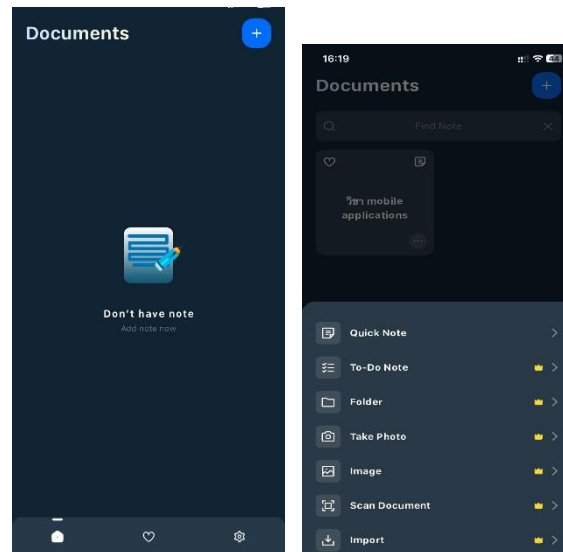 Documents
Don't have note
Add note now
16:19
44
Documents
Find Note
วิชา mobile
applications
Quick Note
To-Do Note
Folder
Take Photo
Image
Scan Document
Import